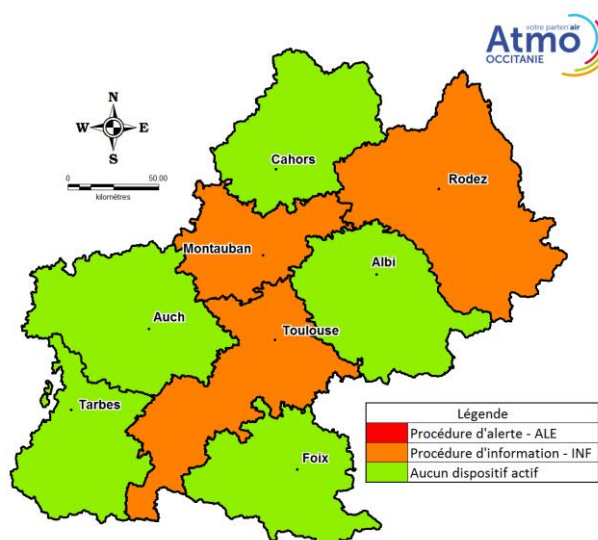 votre parten'air
Atmo
OCCITANIE
N
W E
S
0 50.00
kilomètres
Cahors
Rodez
Montauban
Albi
Auch
Toulouse
Tarbes
Foix
Légende
Procédure d'alerte - ALE
Procédure d'information - INF
Aucun dispositif actif